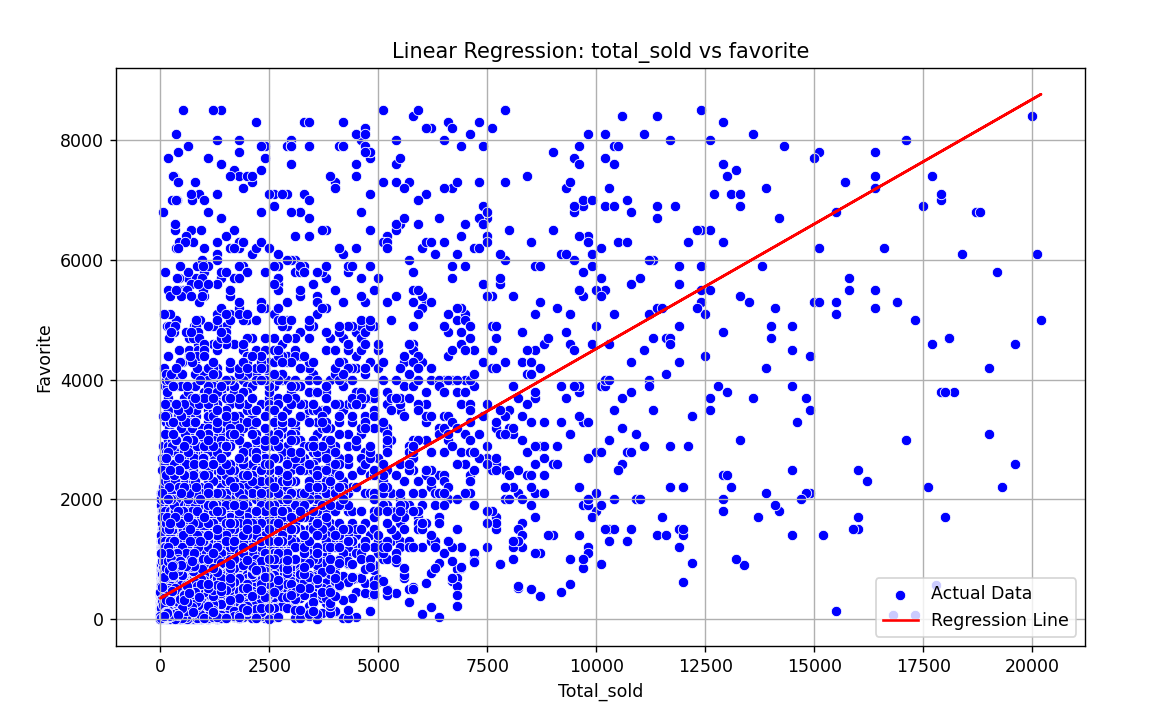 Linear Regression: total_sold vs favorite
Favorite
8000
6000
4000
2000
0
Actual Data
Regression Line
0 2500 5000 7500 10000 12500 15000 17500 20000
Total_sold